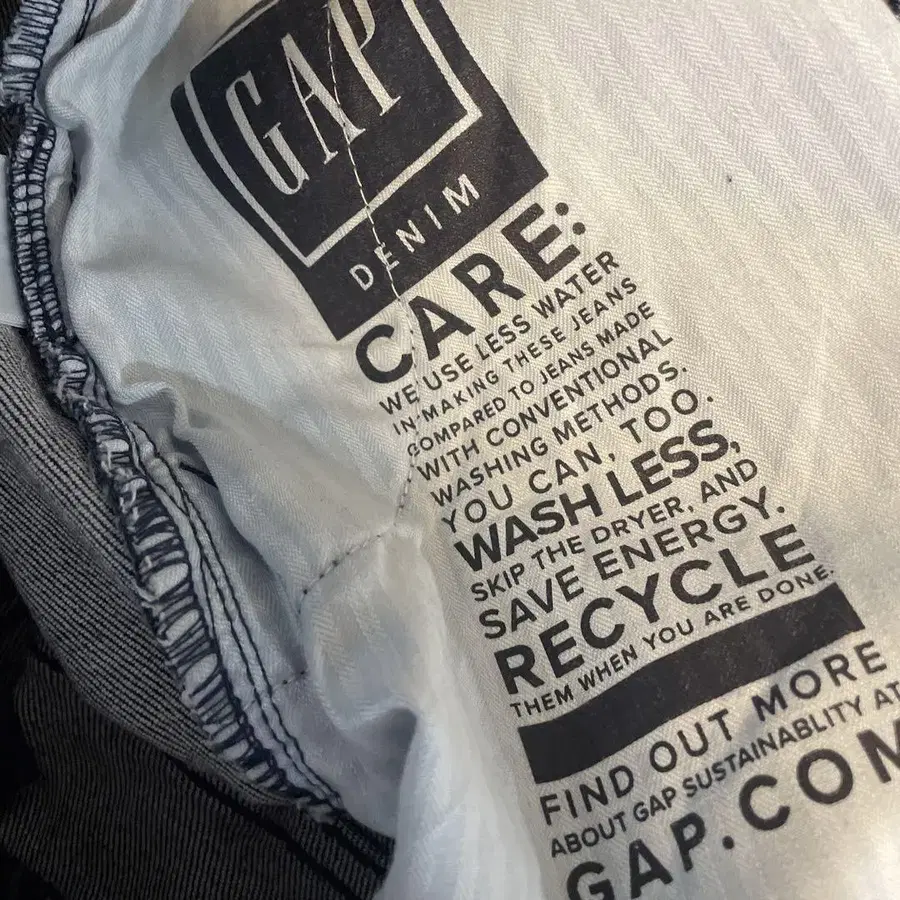 GAP
DENIM
CARE:
WE USE LESS WATER
IN MAKING THESE JEANS
COMPARED TO JEANS MADE
WITH CONVENTIONAL
WASHING METHODS.
YOU CAN, TOO.
WASH LESS,
SKIP THE DRYER, AND
SAVE ENERGY.
RECYCLE
THEM WHEN YOU ARE DONE.
FIND OUT MORE
ABOUT GAP SUSTAINABLITY AT
GAP.COM